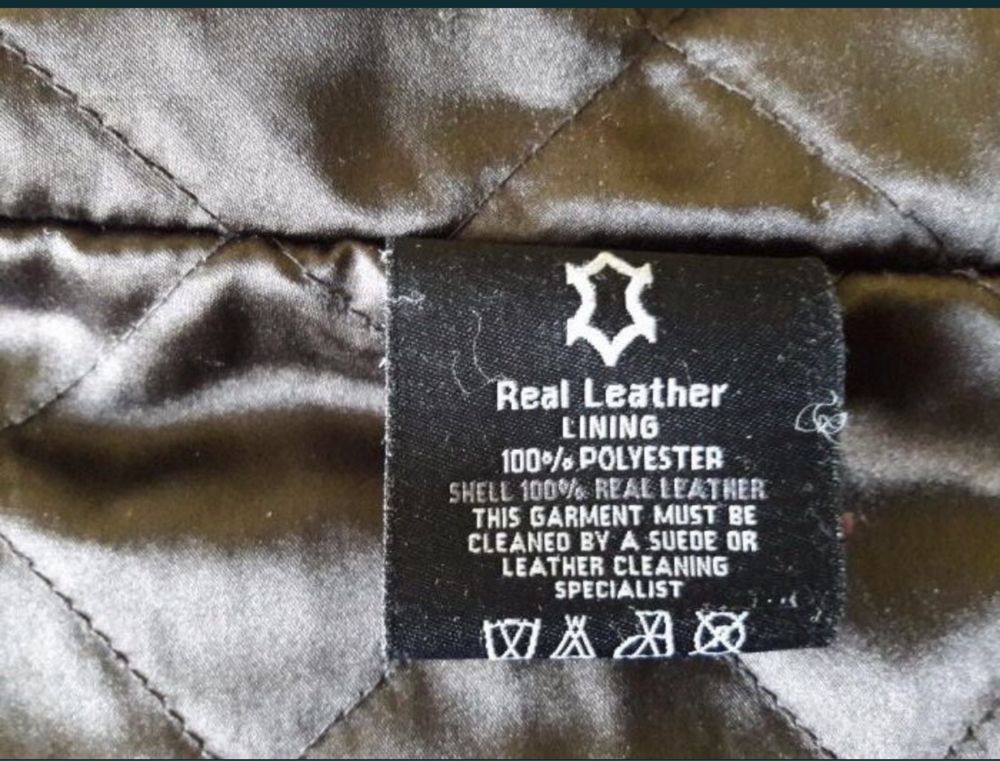 Real Leather
LINING
100% POLYESTER
SHELL 100% REAL LEATHER
THIS GARMENT MUST BE
CLEANED BY A SUEDE OR
LEATHER CLEANING
SPECIALIST